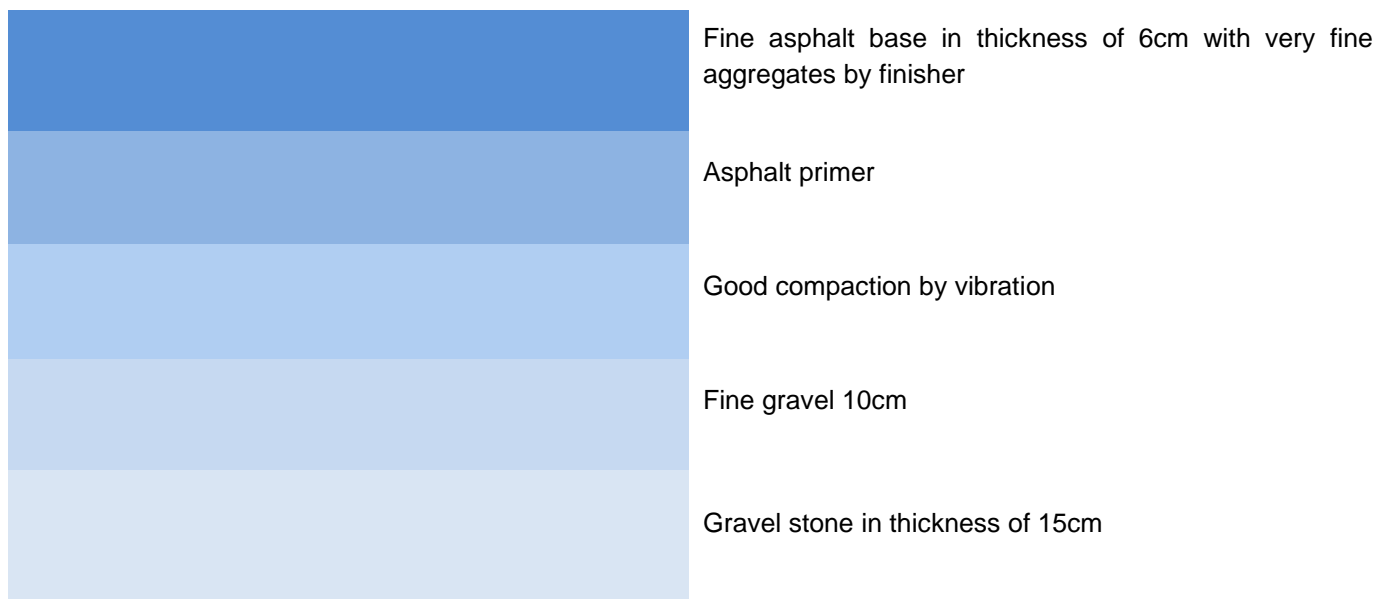 Fine asphalt base in thickness of 6cm with very fine
aggregates by finisher
Asphalt primer
Good compaction by vibration
Fine gravel 10cm
Gravel stone in thickness of 15cm